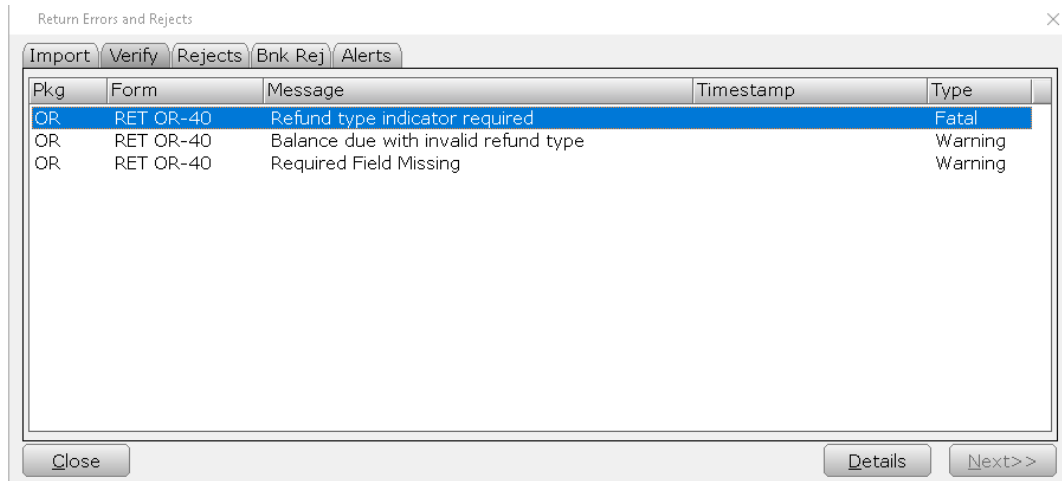 Return Errors and Rejects
Import Verify Rejects Bnk Rej Alerts
Pkg Form Message Timestamp Type
OR RET OR-40 Refund type indicator required Fatal
OR RET OR-40 Balance due with invalid refund type Warning
OR RET OR-40 Required Field Missing Warning
Close Details Next>>